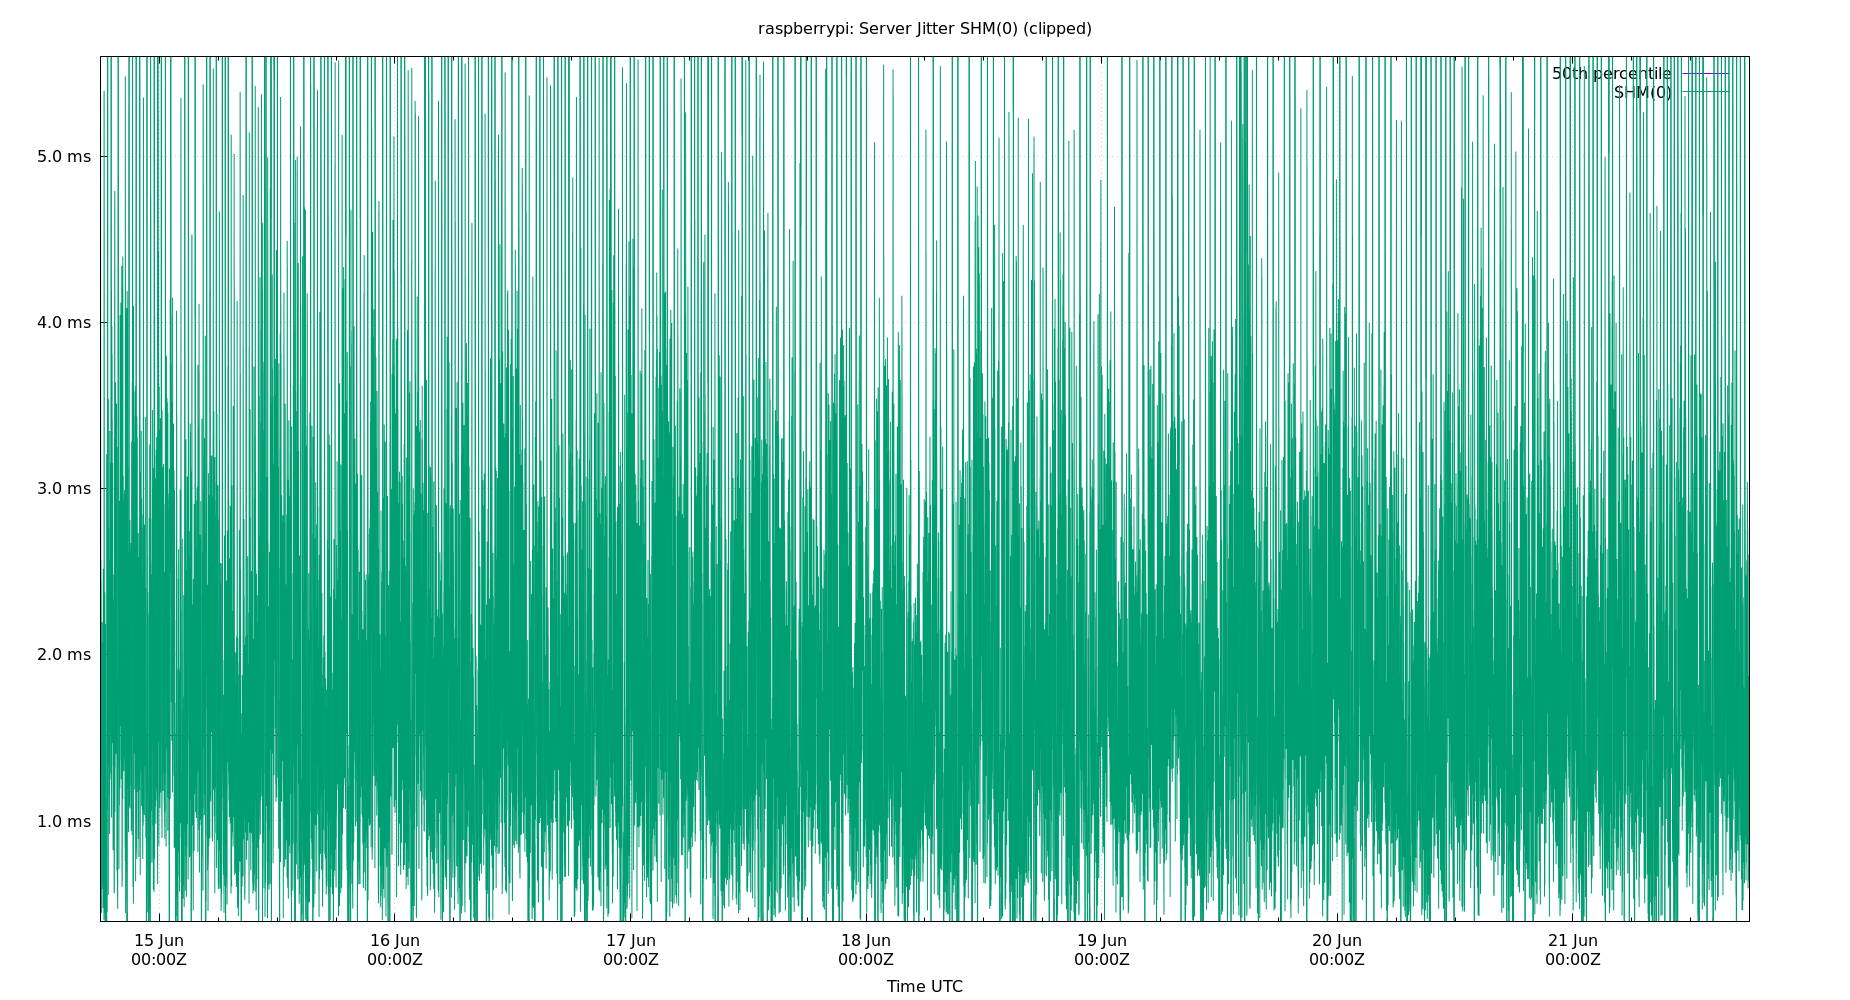 raspberrypi: Server Jitter SHM(0) (clipped)
50th percentile
SHM(0)
5.0 ms
4.0 ms
3.0 ms
2.0 ms
1.0 ms
15 Jun 16 Jun 17 Jun 18 Jun 19 Jun 20 Jun 21 Jun
00:00Z 00:00Z 00:00Z 00:00Z 00:00Z 00:00Z 00:00Z
Time UTC